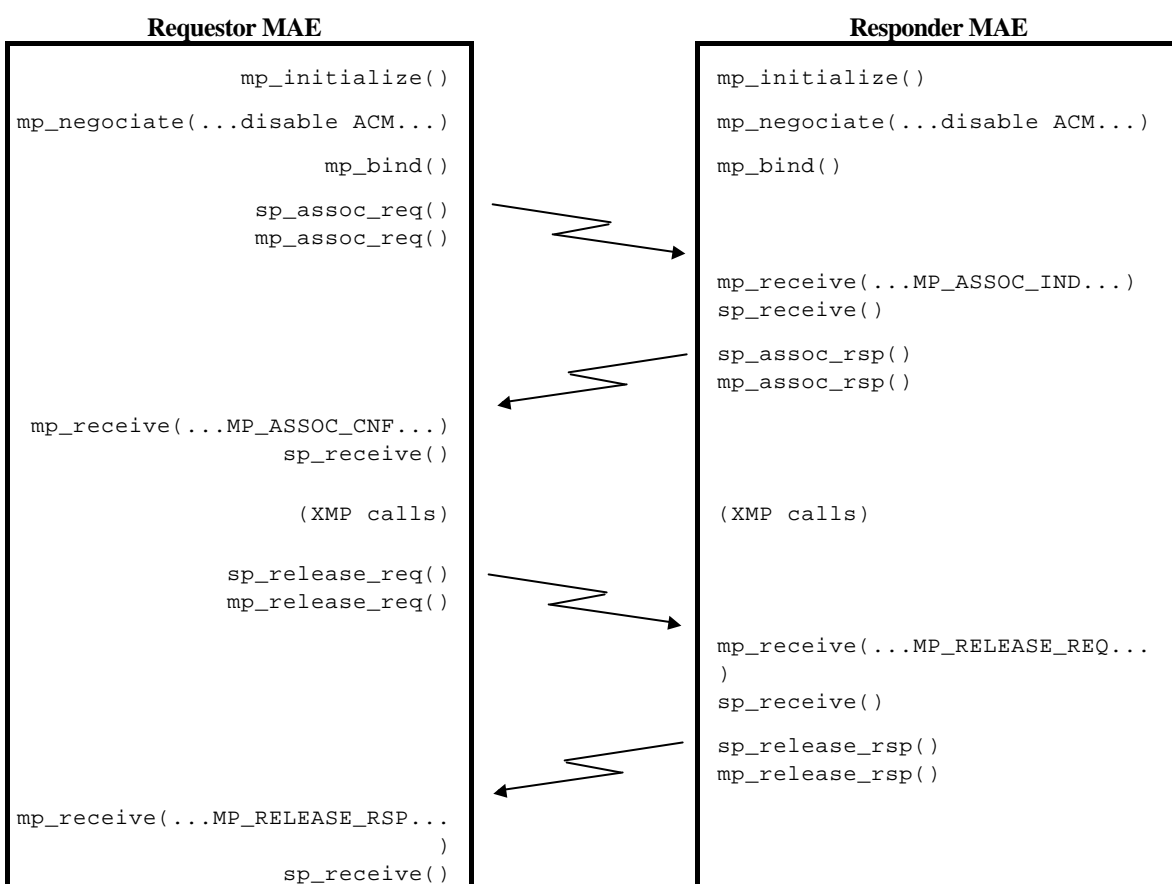 Requestor MAE
mp_initialize()
mp_negociate(...disable ACM...)
mp_bind()
sp_assoc_req()
mp_assoc_req()
mp_receive(...MP_ASSOC_CNF...)
sp_receive()
(XMP calls)
sp_release_req()
mp_release_req()
mp_receive(...MP_RELEASE_RSP...
)
sp_receive()
Responder MAE
mp_initialize()
mp_negociate(...disable ACM...)
mp_bind()
mp_receive(...MP_ASSOC_IND...)
sp_receive()
sp_assoc_rsp()
mp_assoc_rsp()
(XMP calls)
mp_receive(...MP_RELEASE_REQ...
)
sp_receive()
sp_release_rsp()
mp_release_rsp()